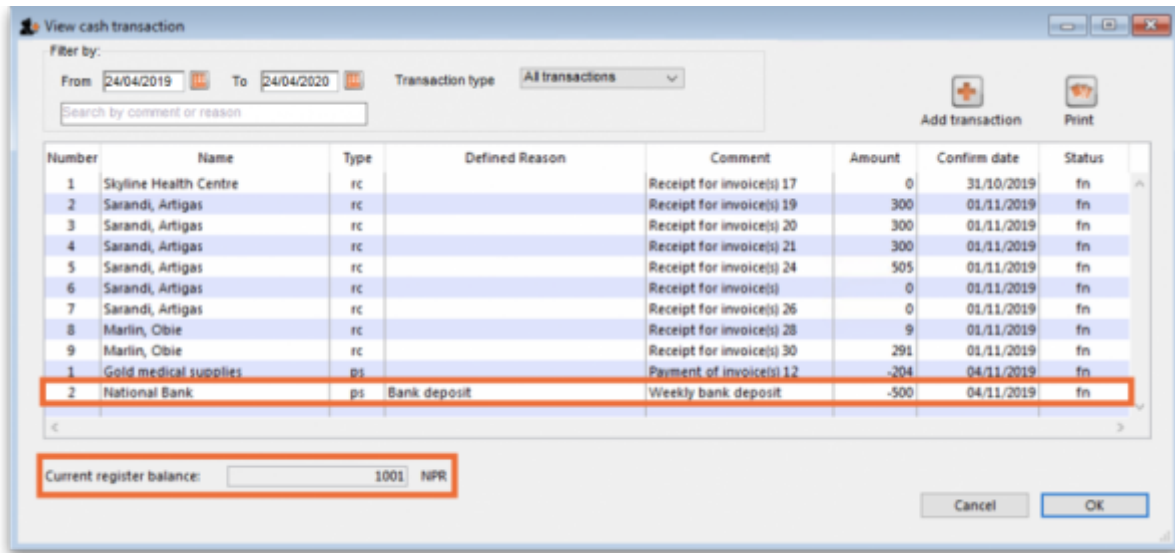 View cash transaction
Filter by:
From 24/04/2019 To 24/04/2020 Transaction type All transactions
Search by comment or reason
Add transaction Print
Number Name Type Defined Reason Comment Amount Confirm date Status
1 Skyline Health Centre rc Receipt for invoice(s) 17 0 31/10/2019 fn
2 Sarandi, Artigas rc Receipt for invoice(s) 19 300 01/11/2019 fn
3 Sarandi, Artigas rc Receipt for invoice(s) 20 300 01/11/2019 fn
4 Sarandi, Artigas rc Receipt for invoice(s) 21 300 01/11/2019 fn
5 Sarandi, Artigas rc Receipt for invoice(s) 24 505 01/11/2019 fn
6 Sarandi, Artigas rc Receipt for invoice(s) 0 01/11/2019 fn
7 Sarandi, Artigas rc Receipt for invoice(s) 26 0 01/11/2019 fn
8 Marlin, Obie rc Receipt for invoice(s) 28 9 01/11/2019 fn
9 Marlin, Obie rc Receipt for invoice(s) 30 291 01/11/2019 fn
1 Gold medical supplies ps Payment of invoice(s) 12 -204 04/11/2019 fn
2 National Bank ps Bank deposit Weekly bank deposit -500 04/11/2019 fn
Current register balance: 1001 NPR
Cancel OK